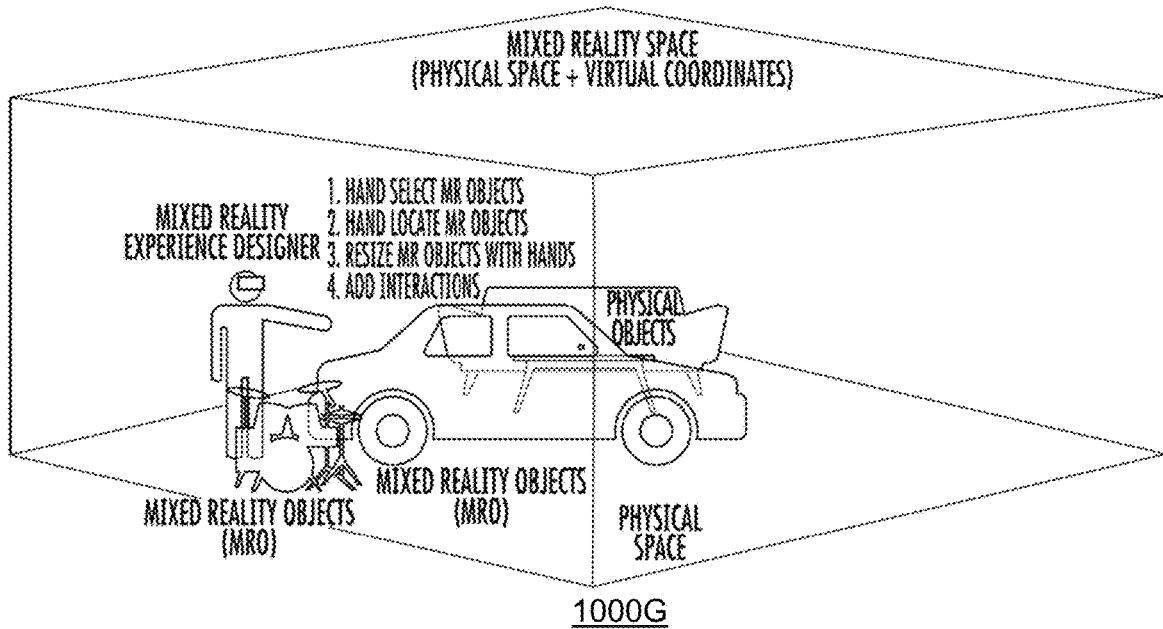 MIXED REALITY SPACE
(PHYSICAL SPACE + VIRTUAL COORDINATES)
1. HAND SELECT MR OBJECTS
2. HAND LOCATE MR OBJECTS
3. RESIZE MR OBJECTS WITH HANDS
4. ADD INTERACTIONS
MIXED REALITY
EXPERIENCE DESIGNER
PHYSICAL
OBJECTS
MIXED REALITY OBJECTS
(MRO)
MIXED REALITY OBJECTS
(MRO)
PHYSICAL
SPACE
1000G